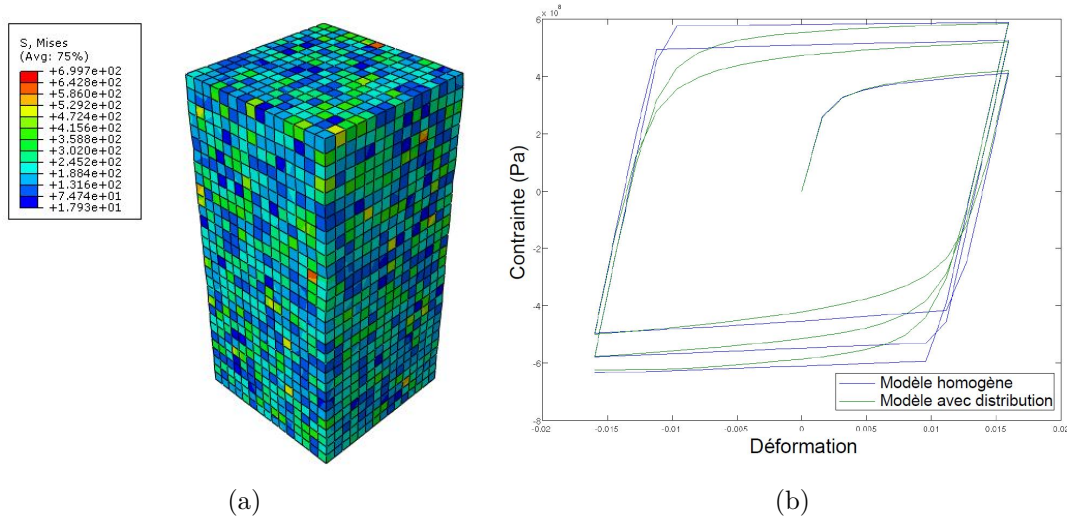 S, Mises
(Avg: 75%)
+6.997e+02
+6.428e+02
+5.860e+02
+5.292e+02
+4.724e+02
+4.156e+02
+3.588e+02
+3.020e+02
+2.452e+02
+1.884e+02
+1.316e+02
+7.474e+01
+1.793e+01
(a)
x 10^8
6
4
2
0
-2
-4
-6
-8
Contrainte (Pa)
Modèle homogène
Modèle avec distribution
-0.02 -0.015 -0.01 -0.005 0 0.005 0.01 0.015 0.02
Déformation
(b)